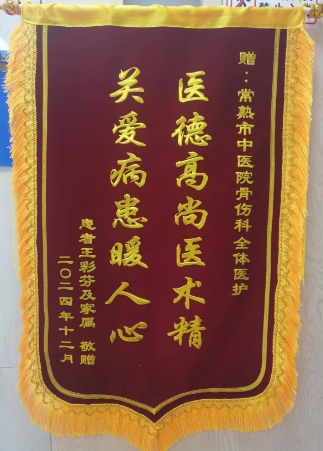 赠：常熟市中医院骨伤科全体医护
医德高尚医术精
关爱病患暖人心
患者王彩芬及家属 敬赠
二〇二四年十二月